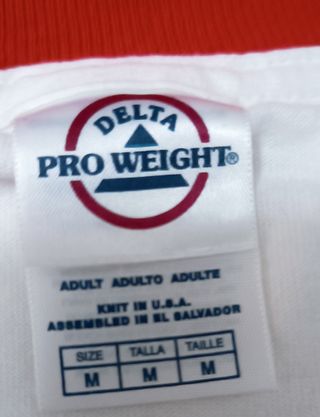 DELTA
PRO WEIGHT®
ADULT ADULTO ADULTE
KNIT IN U.S.A.
ASSEMBLED IN EL SALVADOR
SIZE TALLA TAILLE
M M M